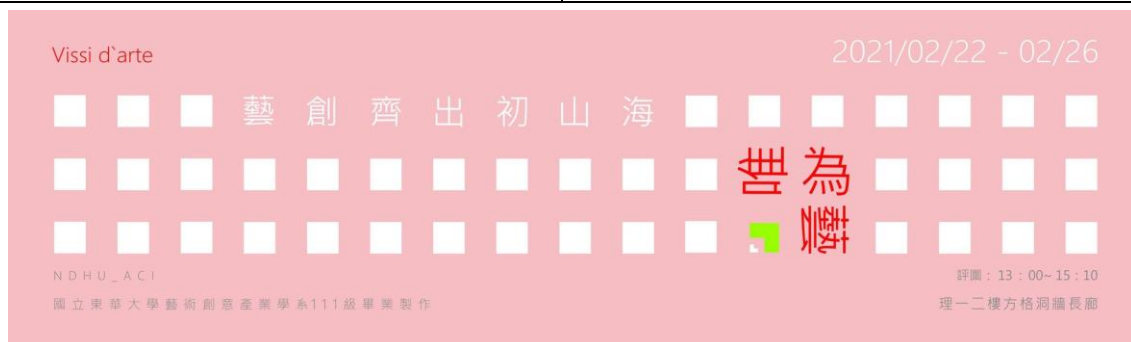 Vissi d`arte
2021/02/22 - 02/26
藝創齊出初山海
唯為
藝
NDHU_ACI
國立東華大學藝術創意產業學系111級畢業製作
評圖：13：00~15：10
理一二樓方格洞牆長廊